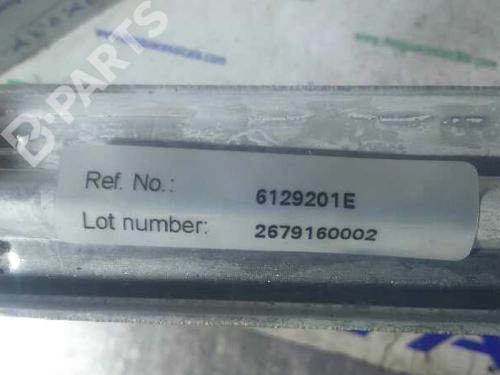 B-PARTS
Ref. No.: 6129201E
Lot number: 2679160002